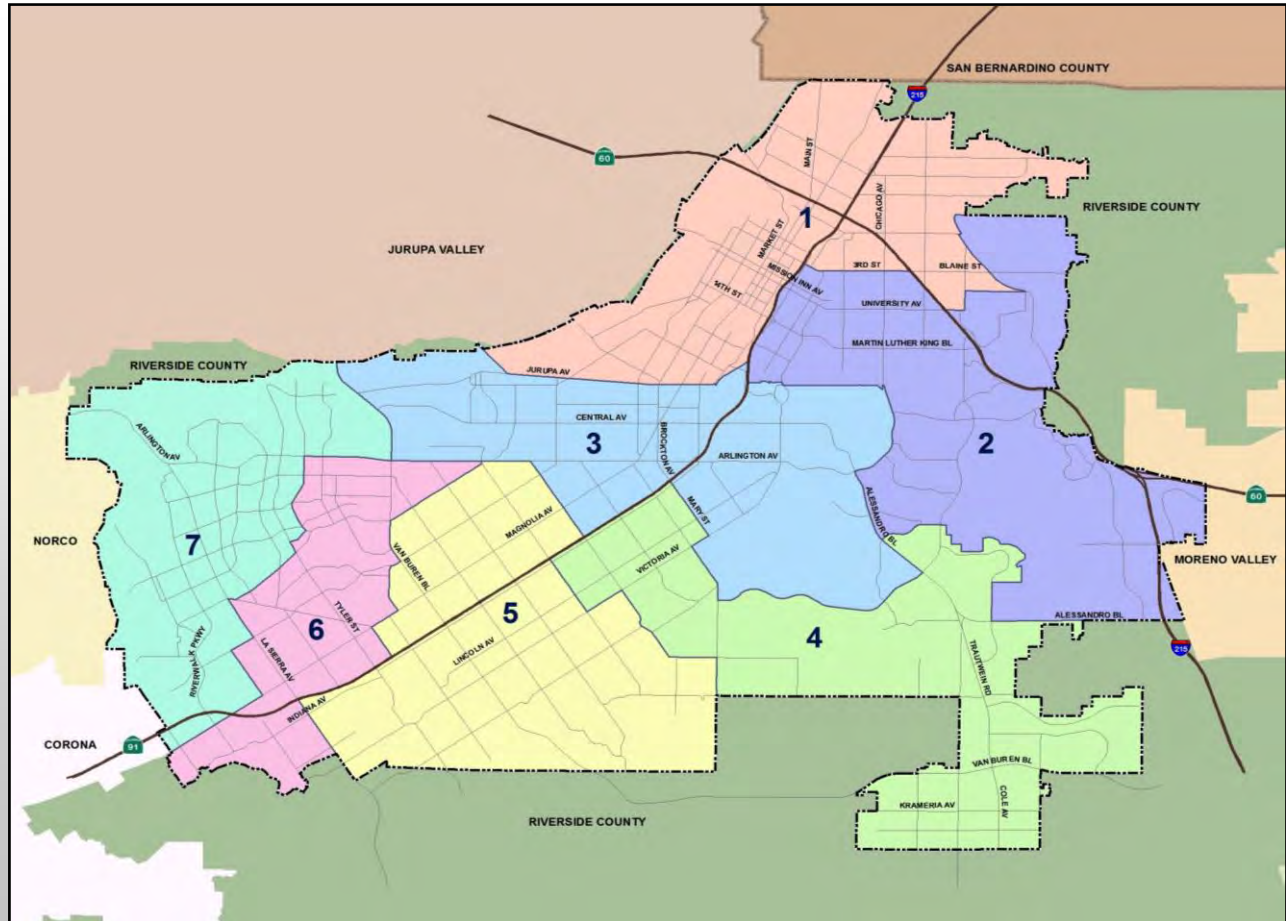 SAN BERNARDINO COUNTY
215
60
MAIN ST
CHICAGO AV
RIVERSIDE COUNTY
1
MARKET ST
JURUPA VALLEY
3RD ST
BLAINE ST
MISSION INN AV
14TH ST
UNIVERSITY AV
MARTIN LUTHER KING BL
RIVERSIDE COUNTY
JURUPA AV
CENTRAL AV
ARLINGTON AV
BROCKTON AV
3
2
ARLINGTON AV
60
MARY ST
ALESSANDRO BL
MAGNOLIA AV
NORCO
7
VAN BUREN BL
VICTORIA AV
MORENO VALLEY
TYLER ST
5
ALESSANDRO BL
6
LINCOLN AV
4
LA SIERRA AV
TRAUTWEIN RD
215
RIVERWALK PKWY
INDIANA AV
CORONA
91
VAN BUREN BL
KRAMERIA AV
COLE AV
RIVERSIDE COUNTY